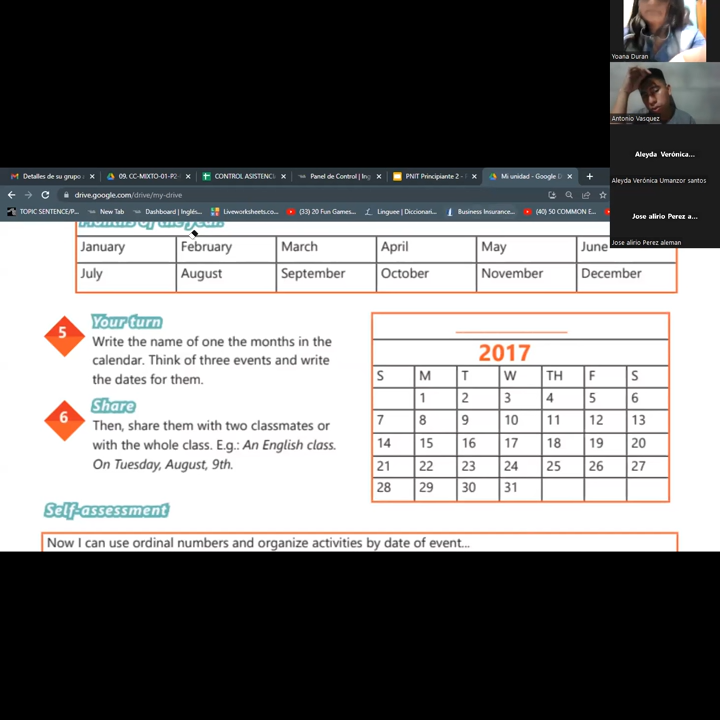 Yoana Duran
Antonio Vasquez
Aleyda Verónica...
Aleyda Verónica Umanzor santos
Jose alirio Perez a...
Jose alirio Perez aleman
Detalles de su grupo
09. CC-MIXTO-01-P2-
CONTROL ASISTENC
Panel de Control | Ing
PNIT Principiante 2 -
Mi unidad - Google D
drive.google.com/drive/my-drive
TOPIC SENTENCE/P...
New Tab
Dashboard | Inglés...
Liveworksheets.co...
(33) 20 Fun Games...
Linguee | Diccionari...
Business Insurance...
(40) 50 COMMON E...
Months of the year
January February March April May June
July August September October November December
5 Your turn
Write the name of one the months in the
calendar. Think of three events and write
the dates for them.
6 Share
Then, share them with two classmates or
with the whole class. E.g.: An English class.
On Tuesday, August, 9th.
2017
S M T W TH F S
1 2 3 4 5 6
7 8 9 10 11 12 13
14 15 16 17 18 19 20
21 22 23 24 25 26 27
28 29 30 31
Self-assessment
Now I can use ordinal numbers and organize activities by date of event...